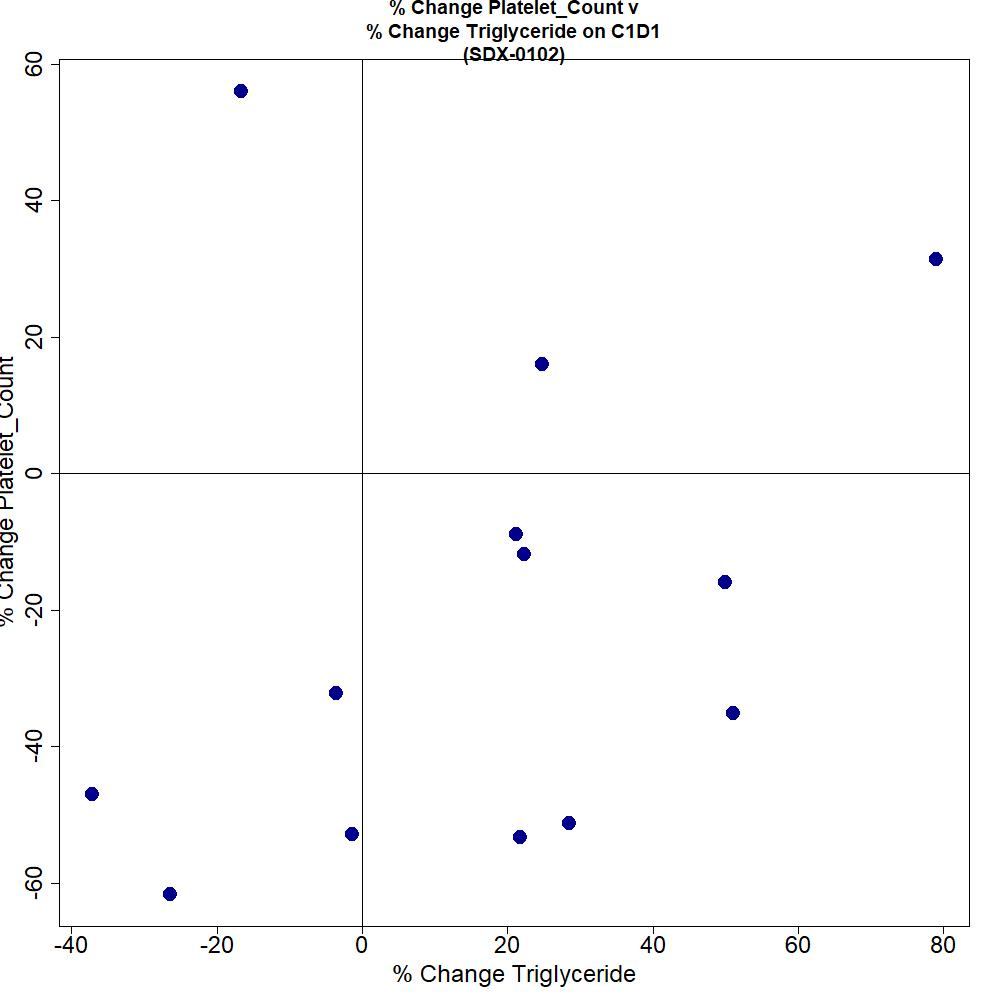 % Change Platelet_Count v
% Change Triglyceride on C1D1
(SDX-0102)
60
40
20
0
-20
-40
-60
% Change Platelet_Count
-40
-20
0
20
40
60
80
% Change Triglyceride